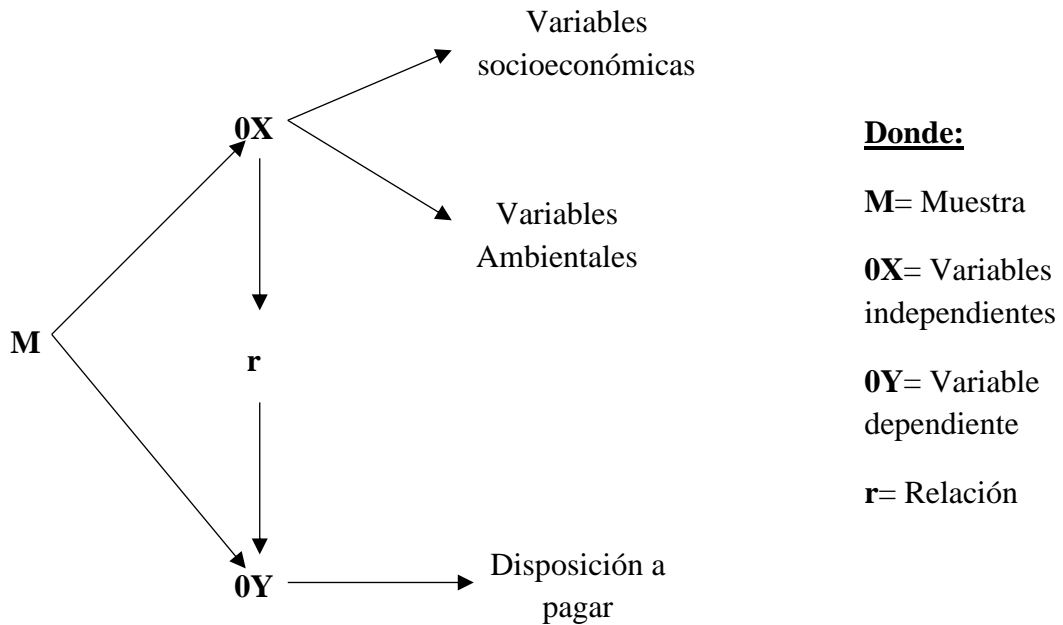 Variables
socioeconómicas
0X
Variables
Ambientales
M
r
0Y
Disposición a
pagar
Donde:
M= Muestra
0X= Variables
independientes
0Y= Variable
dependiente
r= Relación